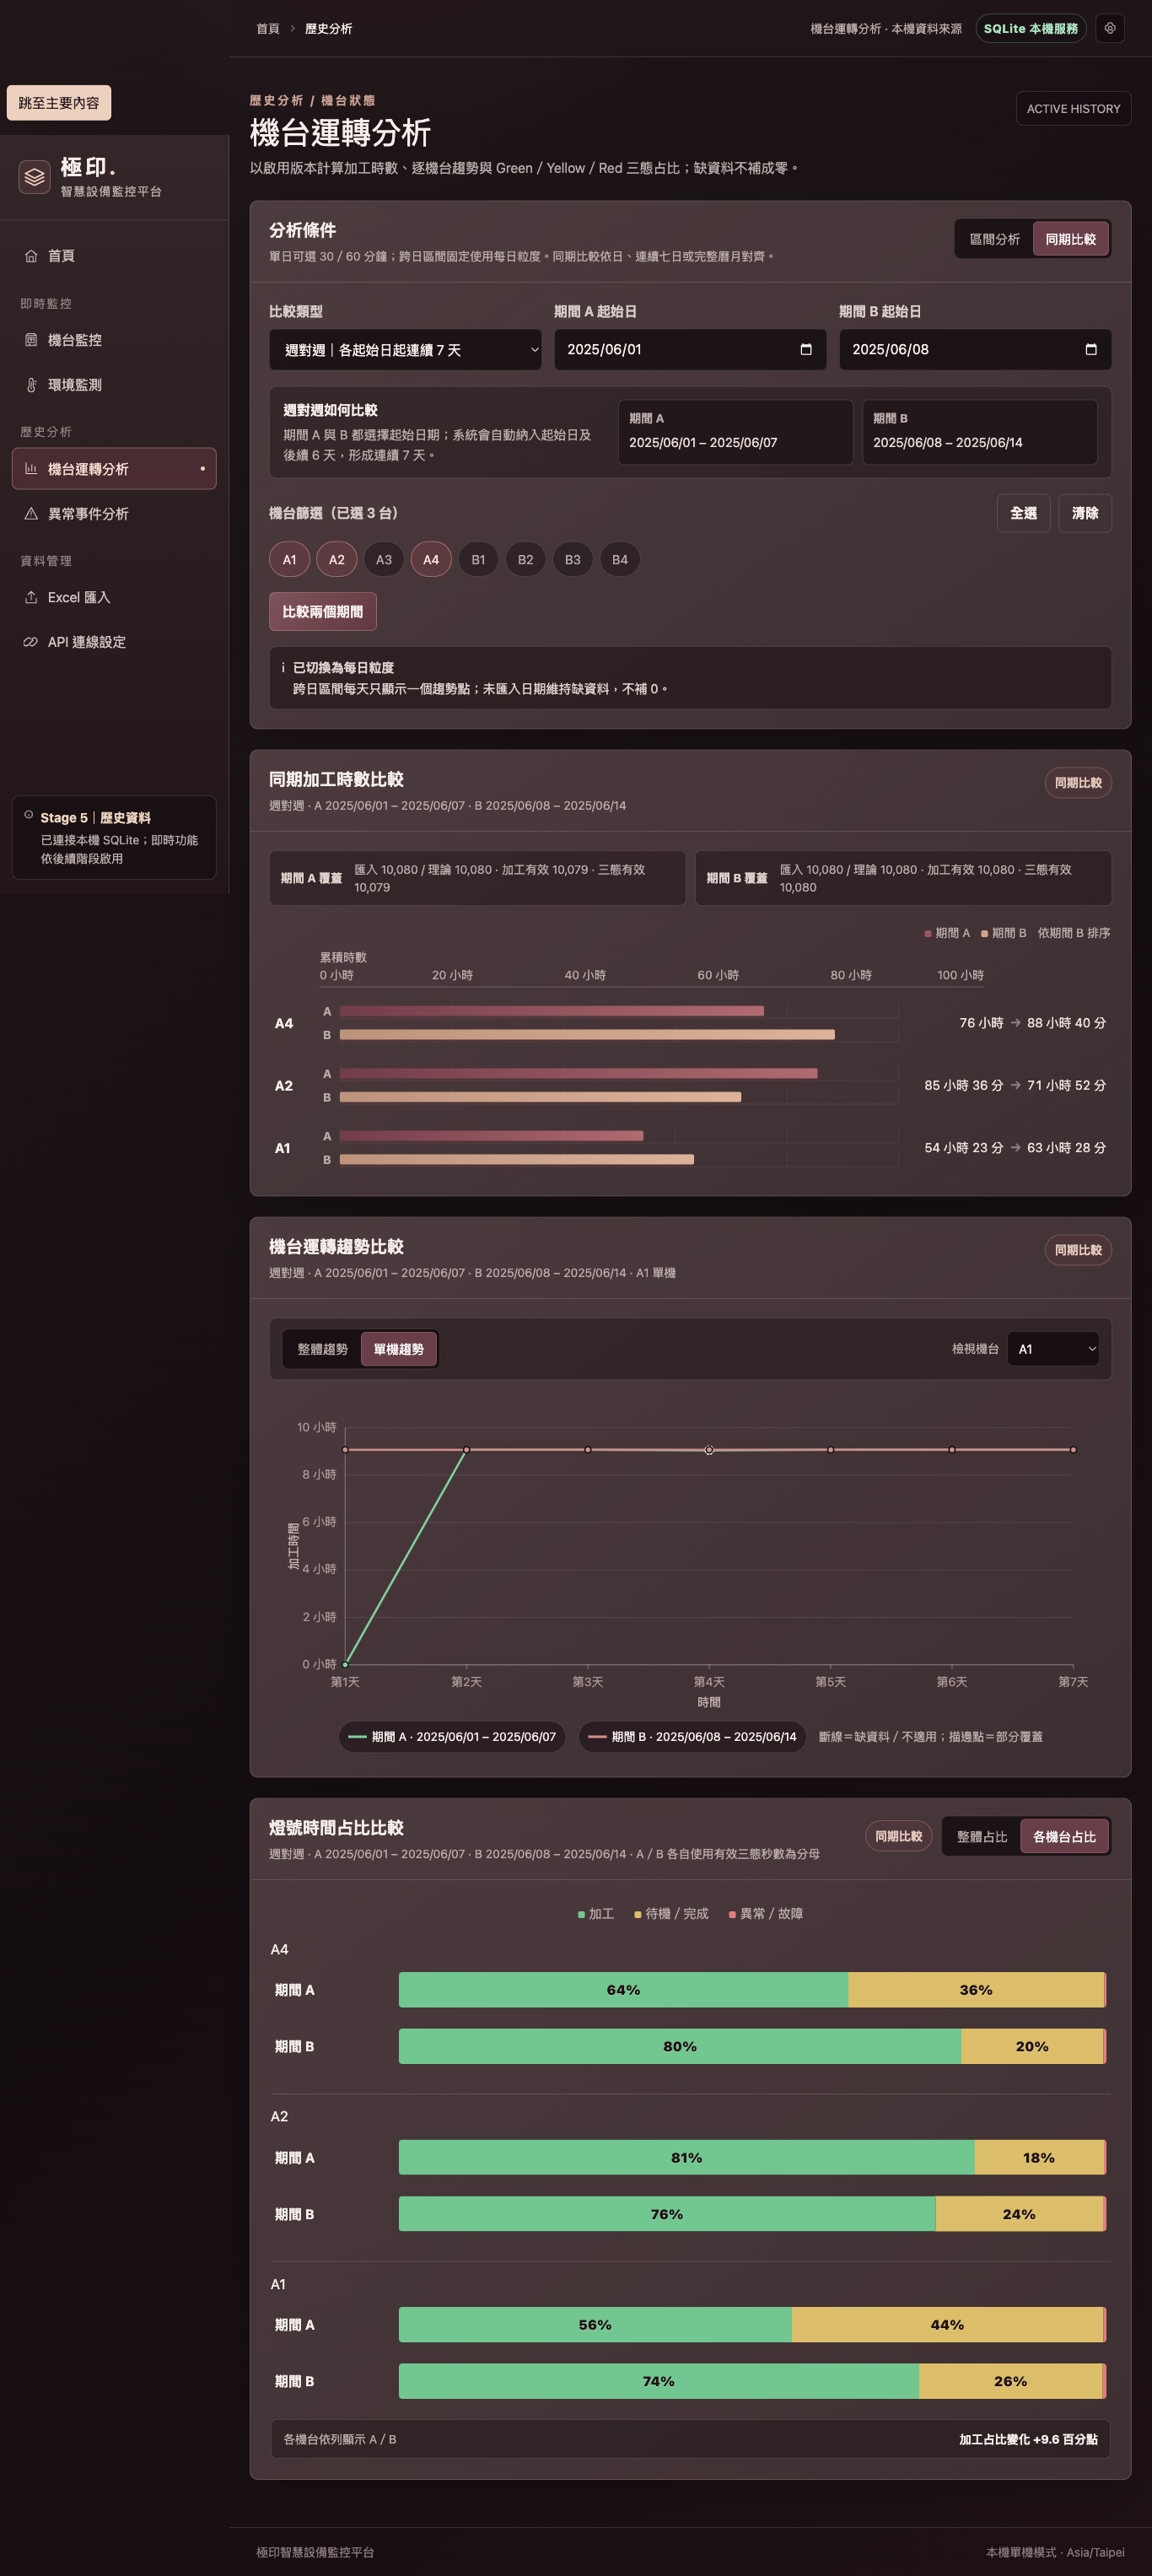 首頁 › 歷史分析
機台運轉分析 · 本機資料來源
SQLite 本機服務
跳至主要內容
極印.
智慧設備監控平台
首頁
即時監控
機台監控
環境監測
歷史分析
機台運轉分析
異常事件分析
資料管理
Excel 匯入
API 連線設定
Stage 5｜歷史資料
已連接本機 SQLite；即時功能
依後續階段啟用
歷史分析 / 機台狀態
機台運轉分析
以啟用版本計算加工時數、逐機台趨勢與 Green / Yellow / Red 三態占比；缺資料不補成零。
ACTIVE HISTORY
分析條件
單日可選 30 / 60 分鐘；跨日區間固定使用每日粒度。同期比較依日、連續七日或完整曆月對齊。
區間分析
同期比較
比較類型
期間 A 起始日
期間 B 起始日
週對週｜各起始日起連續 7 天
2025/06/01
2025/06/08
週對週如何比較
期間 A 與 B 都選擇起始日期；系統會自動納入起始日及
後續 6 天，形成連續 7 天。
期間 A
2025/06/01 – 2025/06/07
期間 B
2025/06/08 – 2025/06/14
機台篩選（已選 3 台）
全選
清除
A1
A2
A3
A4
B1
B2
B3
B4
比較兩個期間
i 已切換為每日粒度
跨日區間每天只顯示一個趨勢點；未匯入日期維持缺資料，不補 0。
同期加工時數比較
週對週 · A 2025/06/01 – 2025/06/07 · B 2025/06/08 – 2025/06/14
同期比較
期間 A 覆蓋
匯入 10,080 / 理論 10,080 · 加工有效 10,079 · 三態有效
10,079
期間 B 覆蓋
匯入 10,080 / 理論 10,080 · 加工有效 10,080 · 三態有效
10,080
期間 A
期間 B
依期間 B 排序
累積時數
0 小時
20 小時
40 小時
60 小時
80 小時
100 小時
A4
A
B
76 小時 → 88 小時 40 分
A2
A
B
85 小時 36 分 → 71 小時 52 分
A1
A
B
54 小時 23 分 → 63 小時 28 分
機台運轉趨勢比較
週對週 · A 2025/06/01 – 2025/06/07 · B 2025/06/08 – 2025/06/14 · A1 單機
同期比較
整體趨勢
單機趨勢
檢視機台
A1
10 小時
8 小時
6 小時
4 小時
2 小時
0 小時
加工時間
第1天
第2天
第3天
第4天
第5天
第6天
第7天
時間
期間 A · 2025/06/01 – 2025/06/07
期間 B · 2025/06/08 – 2025/06/14
斷線＝缺資料 / 不適用；描邊點＝部分覆蓋
燈號時間占比比較
週對週 · A 2025/06/01 – 2025/06/07 · B 2025/06/08 – 2025/06/14 · A / B 各自使用有效三態秒數為分母
同期比較
整體占比
各機台占比
加工
待機 / 完成
異常 / 故障
A4
期間 A
64%
36%
期間 B
80%
20%
A2
期間 A
81%
18%
期間 B
76%
24%
A1
期間 A
56%
44%
期間 B
74%
26%
各機台依列顯示 A / B
加工占比變化 +9.6 百分點
極印智慧設備監控平台
本機單機模式 · Asia/Taipei